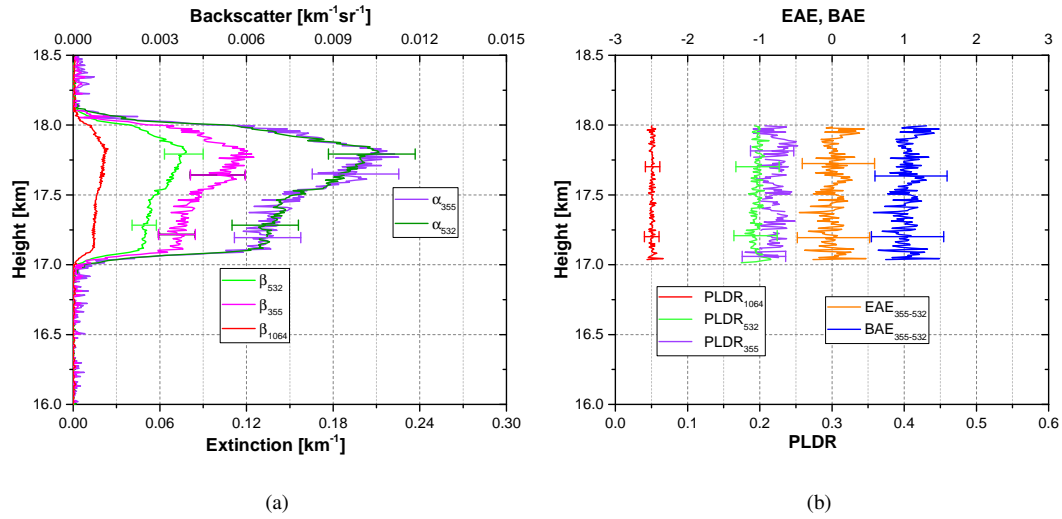 Backscatter [km⁻¹sr⁻¹]
0.000 0.003 0.006 0.009 0.012 0.015
18.5
18.0
17.5
17.0
16.5
16.0
Height [km]
α₃₅₅
α₅₃₂
β₅₃₂
β₃₅₅
β₁₀₆₄
0.00 0.06 0.12 0.18 0.24 0.30
Extinction [km⁻¹]
(a)
EAE, BAE
-3 -2 -1 0 1 2 3
18.5
18.0
17.5
17.0
16.5
16.0
Height [km]
PLDR₁₀₆₄
PLDR₅₃₂
PLDR₃₅₅
EAE₃₅₅₋₅₃₂
BAE₃₅₅₋₅₃₂
0.0 0.1 0.2 0.3 0.4 0.5 0.6
PLDR
(b)